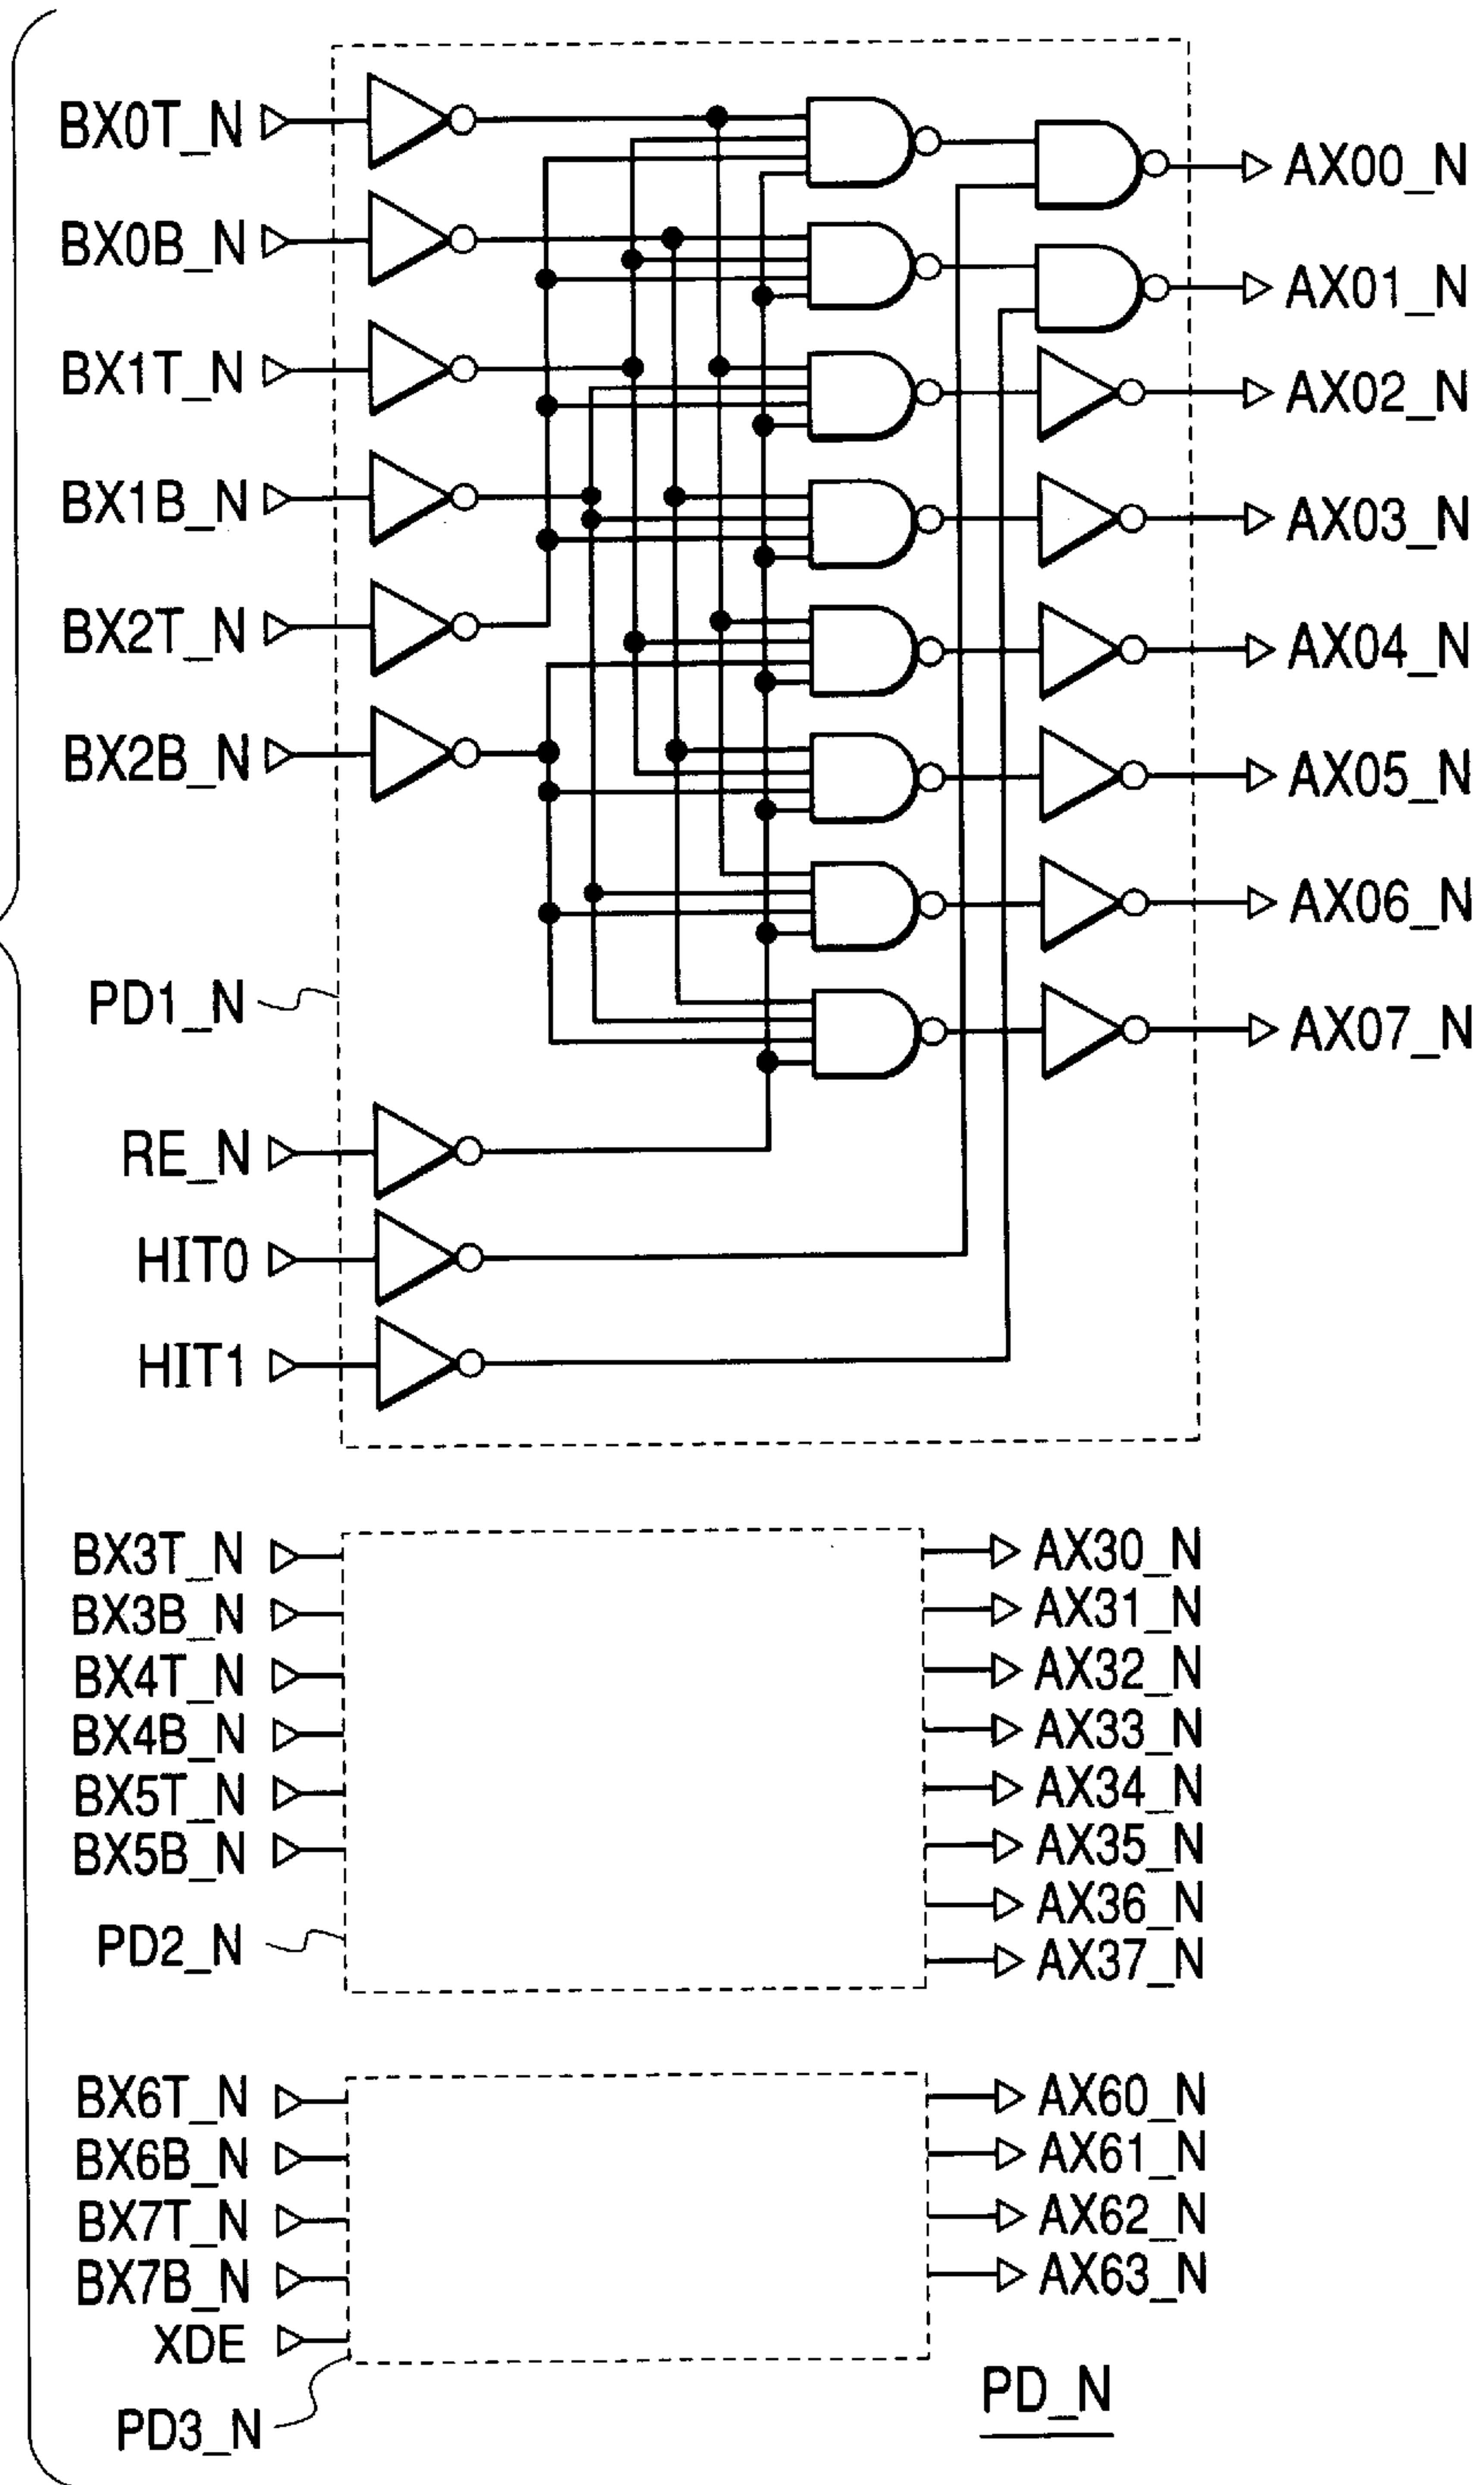 BX0T_N
AX00_N
BX0B_N
AX01_N
BX1T_N
AX02_N
BX1B_N
AX03_N
BX2T_N
AX04_N
BX2B_N
AX05_N
AX06_N
PD1_N
AX07_N
RE_N
HIT0
HIT1
BX3T_N
AX30_N
BX3B_N
AX31_N
BX4T_N
AX32_N
BX4B_N
AX33_N
BX5T_N
AX34_N
BX5B_N
AX35_N
AX36_N
PD2_N
AX37_N
BX6T_N
AX60_N
BX6B_N
AX61_N
BX7T_N
AX62_N
BX7B_N
AX63_N
XDE
PD_N
PD3_N